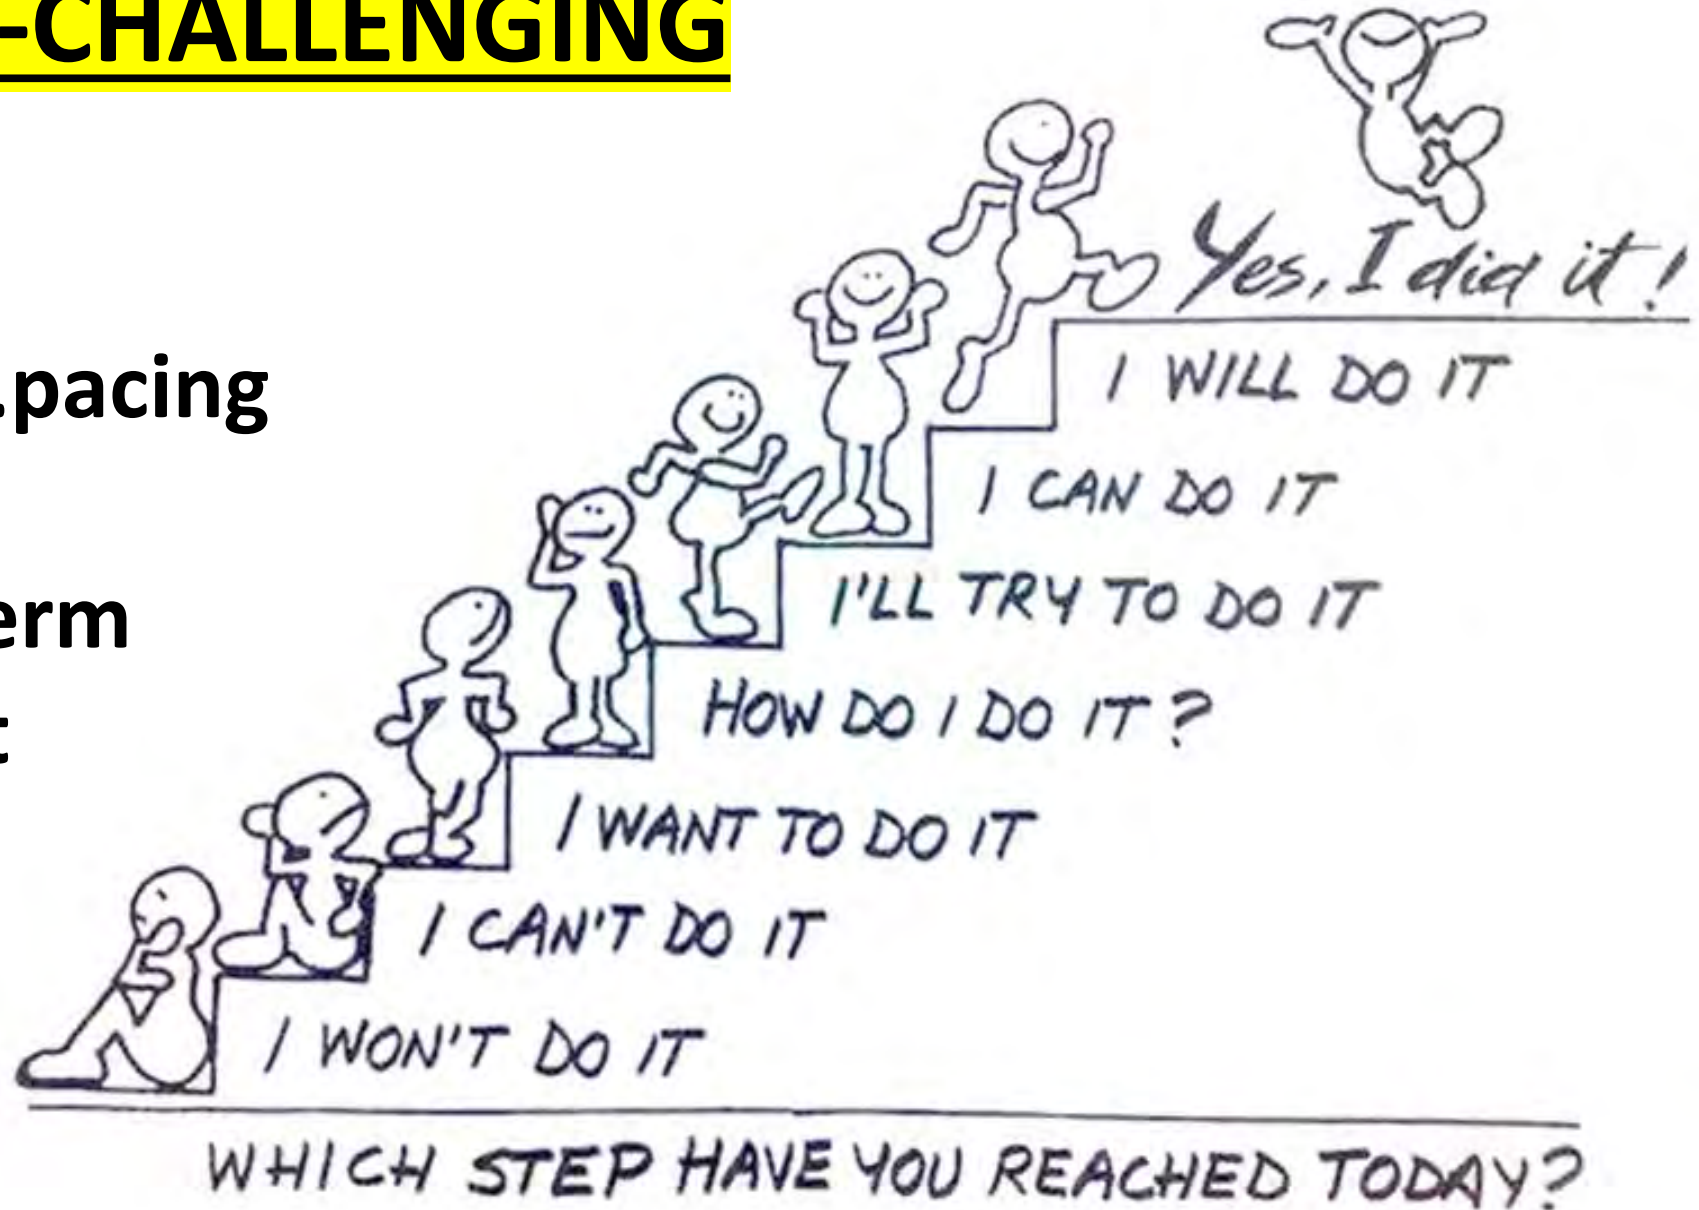 -CHALLENGING
Yes, I did it!
I WILL DO IT
.pacing
I CAN DO IT
I'LL TRY TO DO IT
erm
HOW DO I DO IT?
t
I WANT TO DO IT
I CAN'T DO IT
I WON'T DO IT
WHICH STEP HAVE YOU REACHED TODAY?